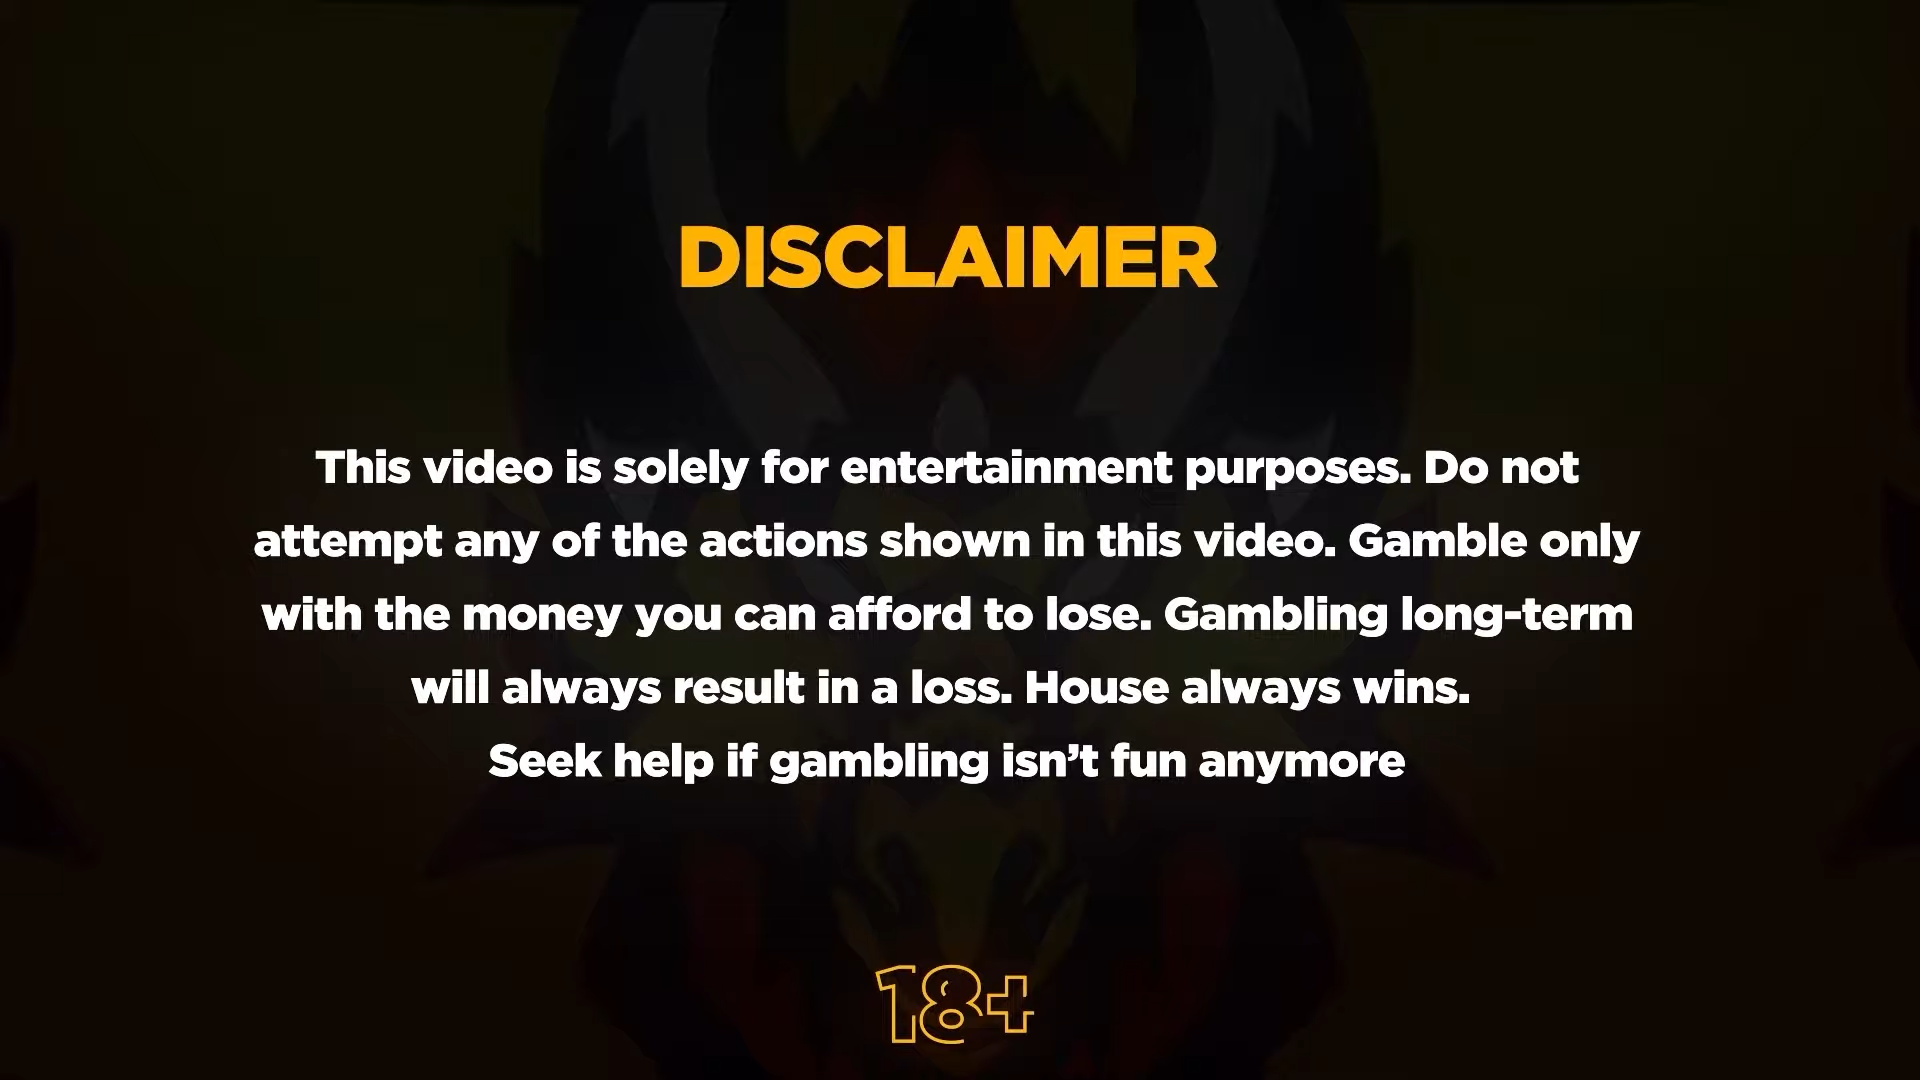 DISCLAIMER
This video is solely for entertainment purposes. Do not
attempt any of the actions shown in this video. Gamble only
with the money you can afford to lose. Gambling long-term
will always result in a loss. House always wins.
Seek help if gambling isn’t fun anymore
18+